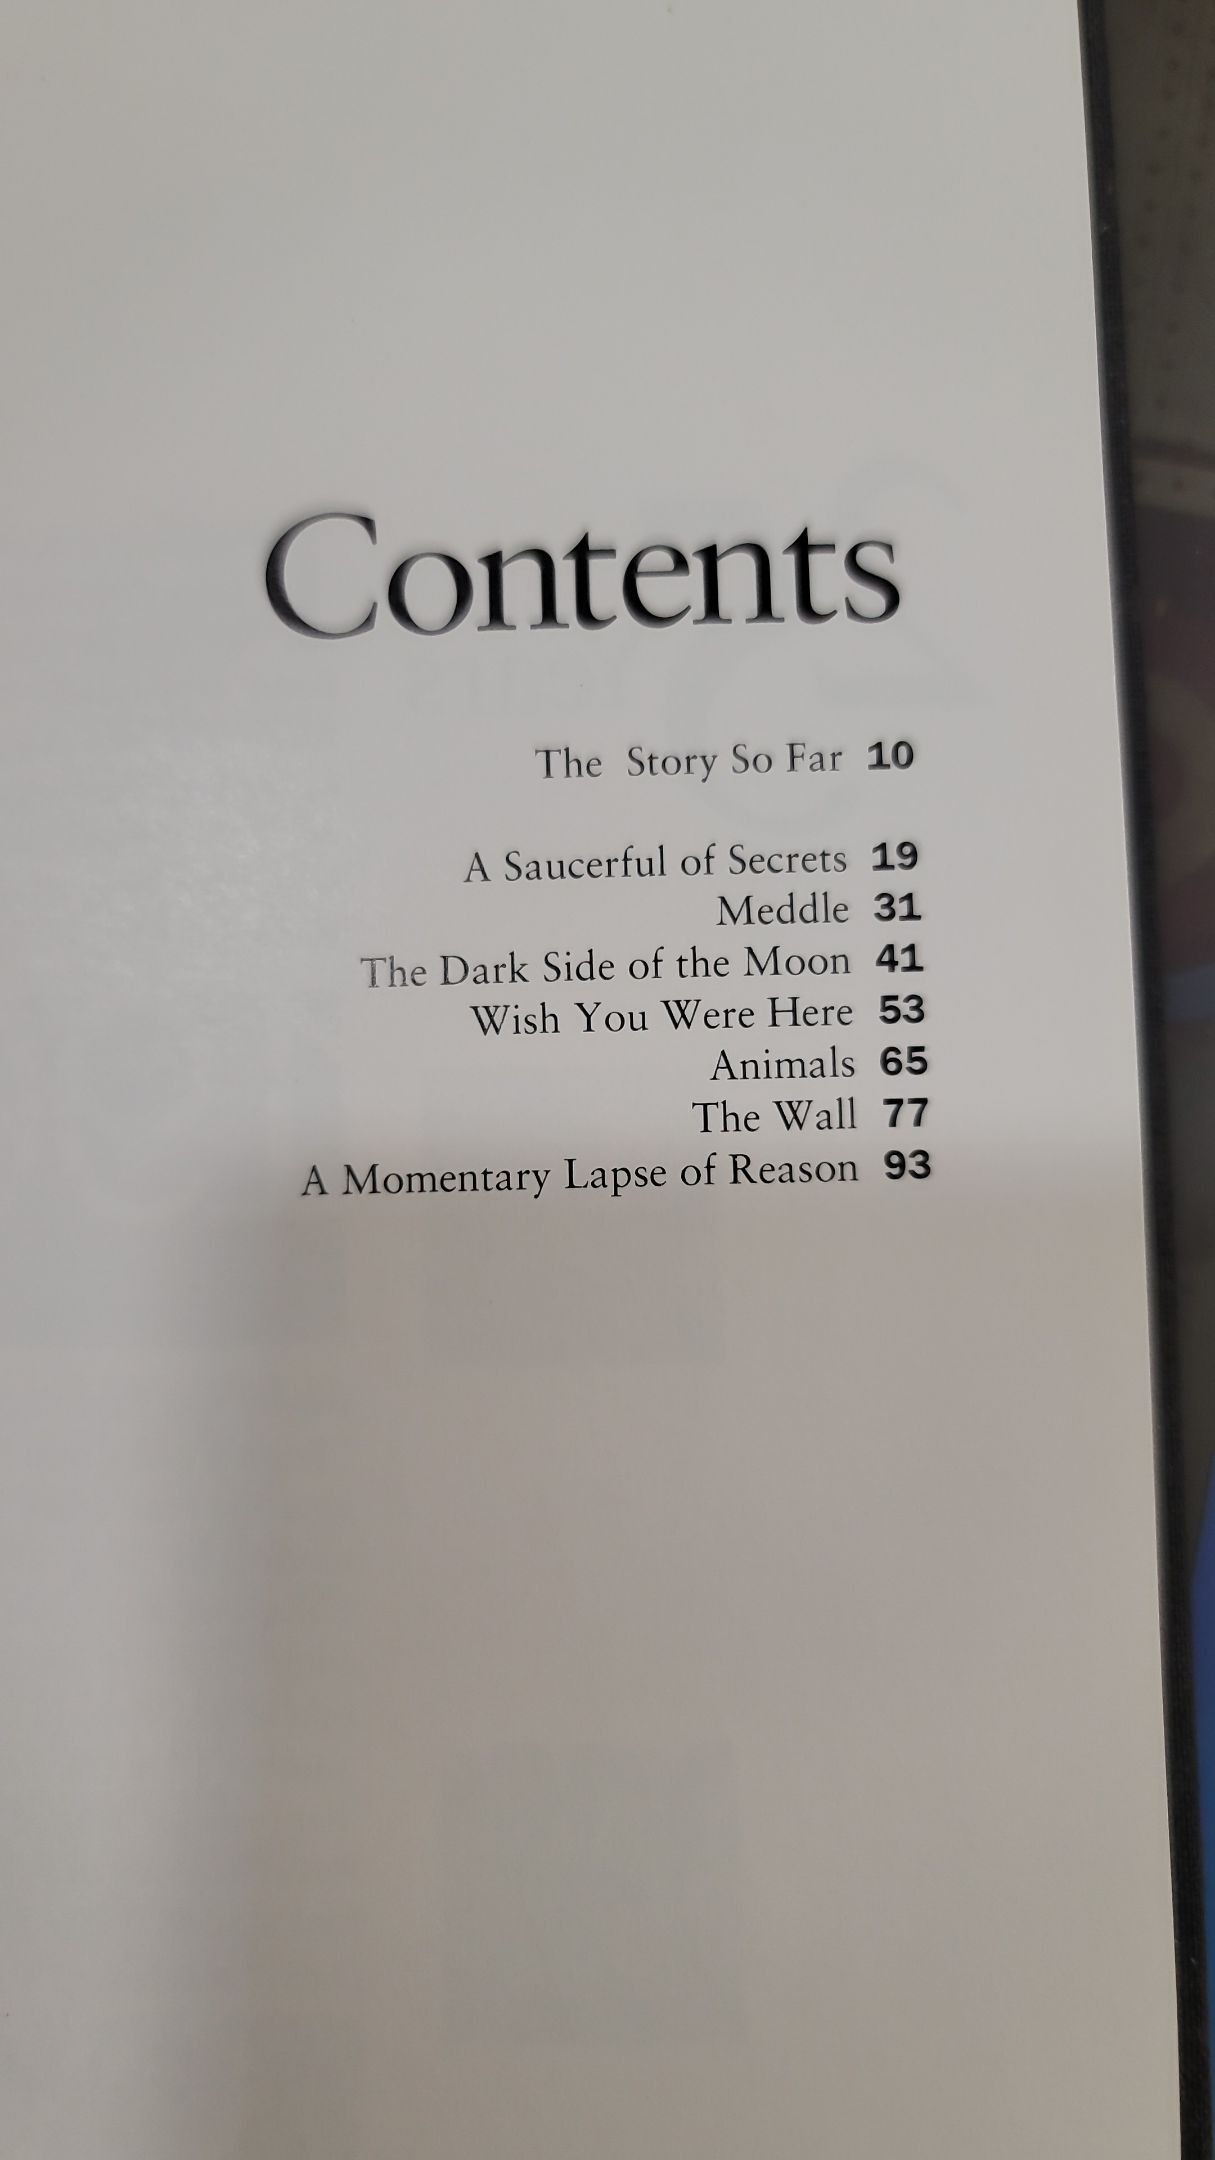 Contents
The Story So Far 10
A Saucerful of Secrets 19
Meddle 31
The Dark Side of the Moon 41
Wish You Were Here 53
Animals 65
The Wall 77
A Momentary Lapse of Reason 93